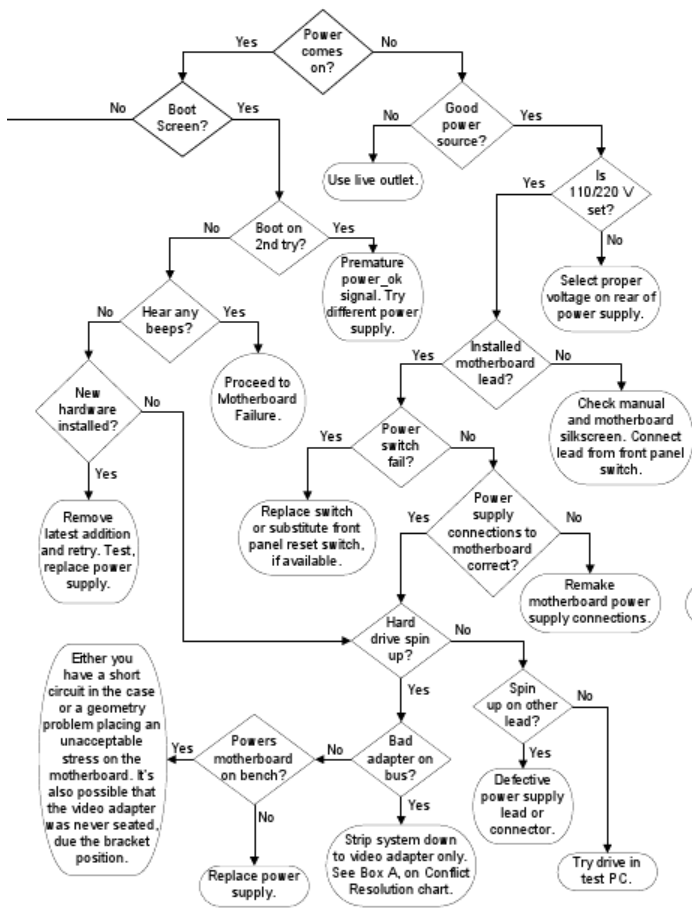 Power
comes
on?
Yes
No
Boot
Screen?
No
Yes
Good
power
source?
No
Yes
Use live outlet.
Is
110/220 V
set?
Yes
No
Boot on
2nd try?
No
Yes
Premature
power_ok
signal. Try
different power
supply.
Select proper
voltage on rear of
power supply.
Hear any
beeps?
No
Yes
Installed
motherboard
lead?
Yes
No
New
hardware
installed?
No
Yes
Proceed to
Motherboard
Failure.
Check manual
and motherboard
silkscreen. Connect
lead from front panel
switch.
Power
switch
fail?
Yes
No
Remove
latest addition
and retry. Test,
replace power
supply.
Replace switch
or substitute front
panel reset switch,
if available.
Power
supply
connections to
motherboard
correct?
Yes
No
Remake
motherboard power
supply connections.
Hard
drive spin
up?
No
Yes
Either you
have a short
circuit in the case
or a geometry
problem placing an
unacceptable
stress on the
motherboard. It's
also possible that
the video adapter
was never seated,
due the bracket
position.
Spin
up on other
lead?
No
Yes
Powers
motherboard
on bench?
Yes
No
Bad
adapter on
bus?
No
Yes
Defective
power supply
lead or
connector.
Replace power
supply.
Strip system down
to video adapter only.
See Box A, on Conflict
Resolution chart.
Try drive in
test PC.